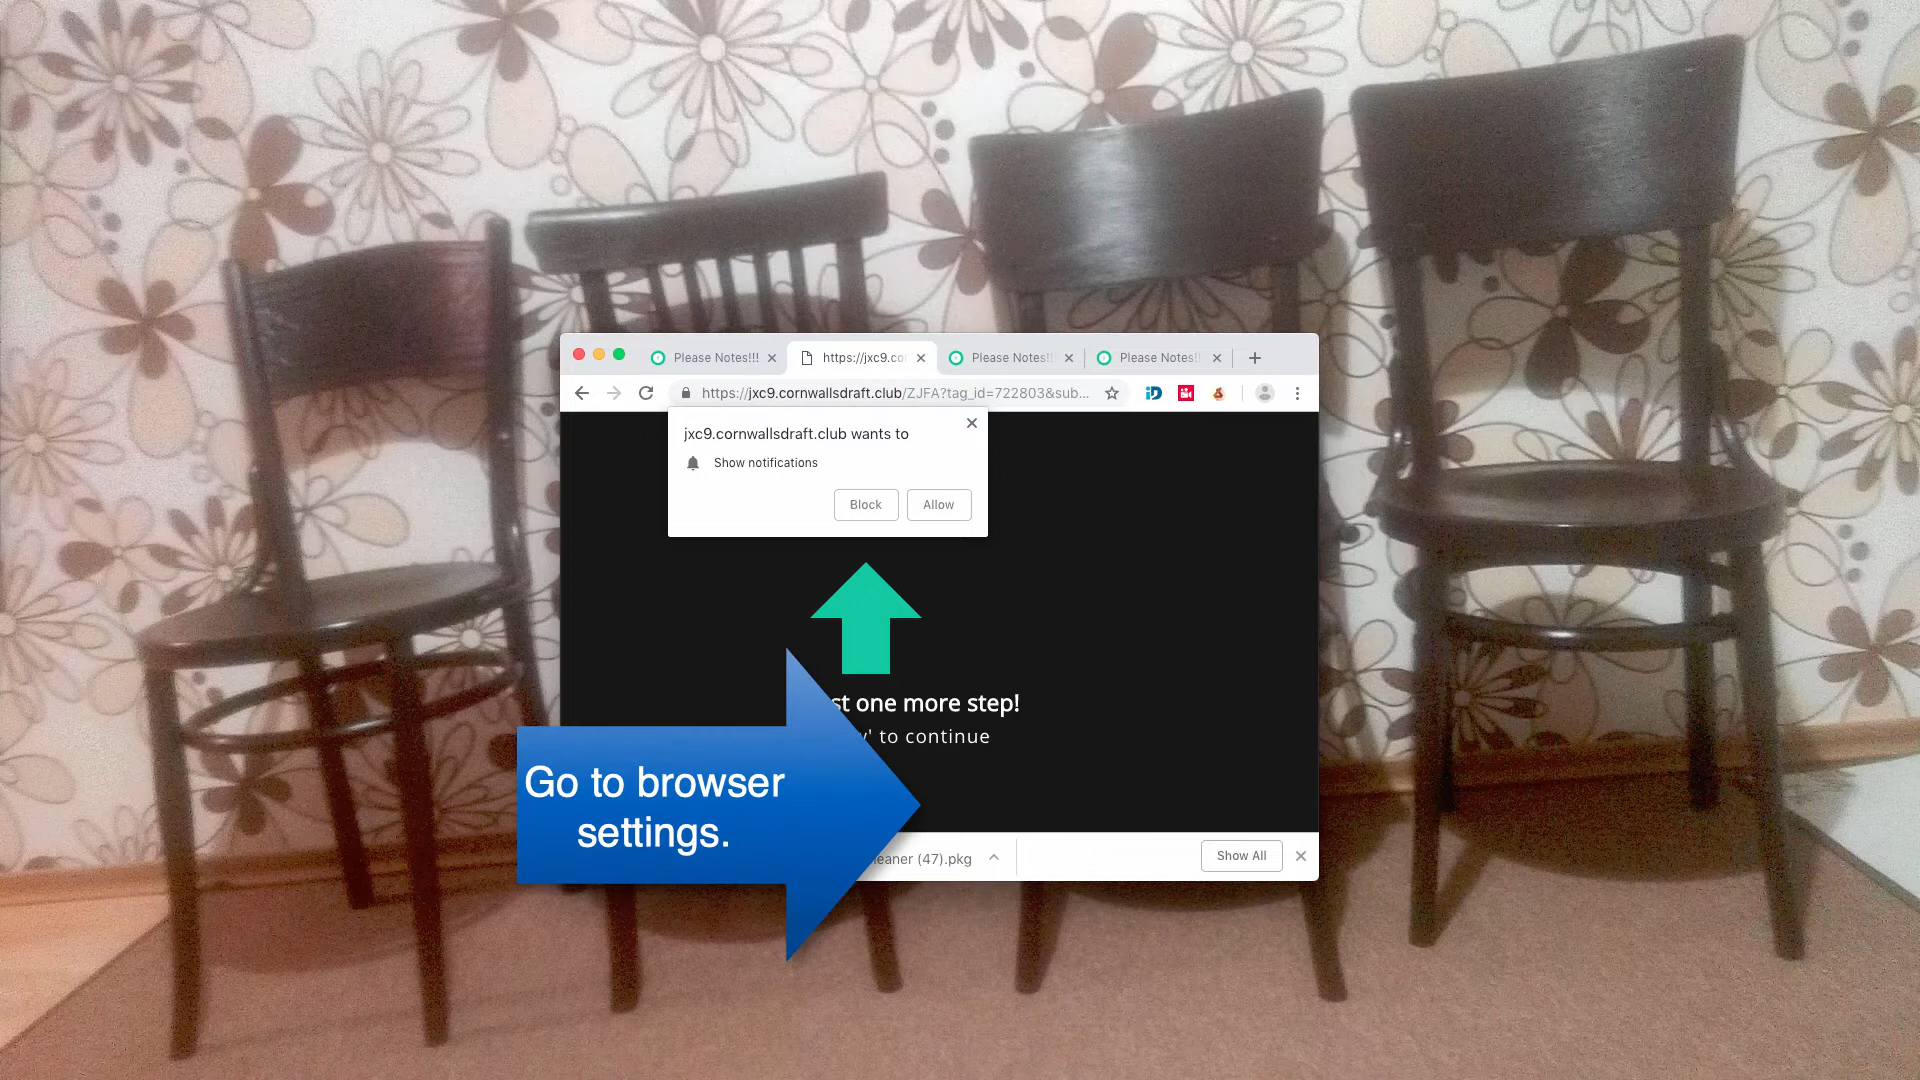 Please Notes!!!
https://jxc9.co
Please Notes!!
Please Notes!!
https://jxc9.cornwallsdraft.club/ZJFA?tag_id=722803&sub...
jxc9.cornwallsdraft.club wants to
Show notifications
Block
Allow
one more step!
to continue
Go to browser
settings.
(47).pkg
Show All